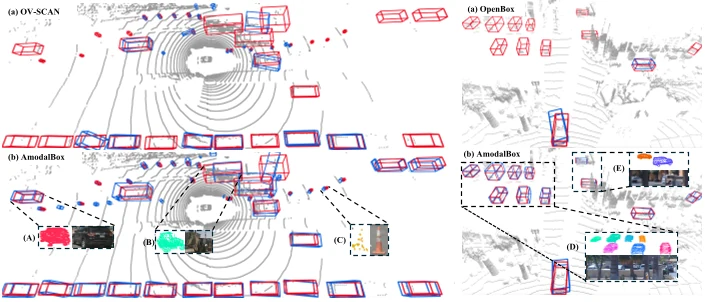 (a) OV-SCAN
(b) AmodalBox
(A)
(B)
(C)
(a) OpenBox
(b) AmodalBox
(E)
(D)